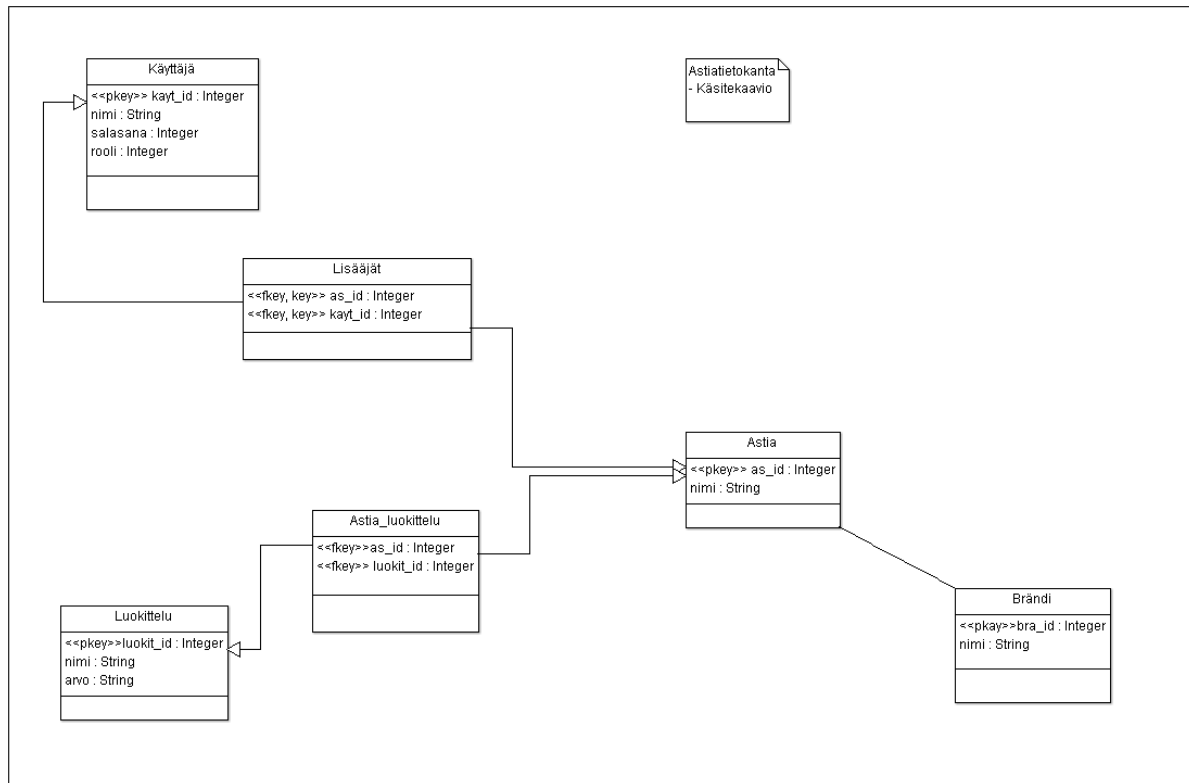 Käyttäjä
<<pkey>> kayt_id : Integer
nimi : String
salasana : Integer
rooli : Integer
Astiatietokanta
- Käsitekaavio
Lisääjät
<<fkey, key>> as_id : Integer
<<fkey, key>> kayt_id : Integer
Astia
<<pkey>> as_id : Integer
nimi : String
Astia_luokittelu
<<fkey>>as_id : Integer
<<fkey>> luokit_id : Integer
Luokittelu
<<pkey>>luokit_id : Integer
nimi : String
arvo : String
Brändi
<<pkay>>bra_id : Integer
nimi : String